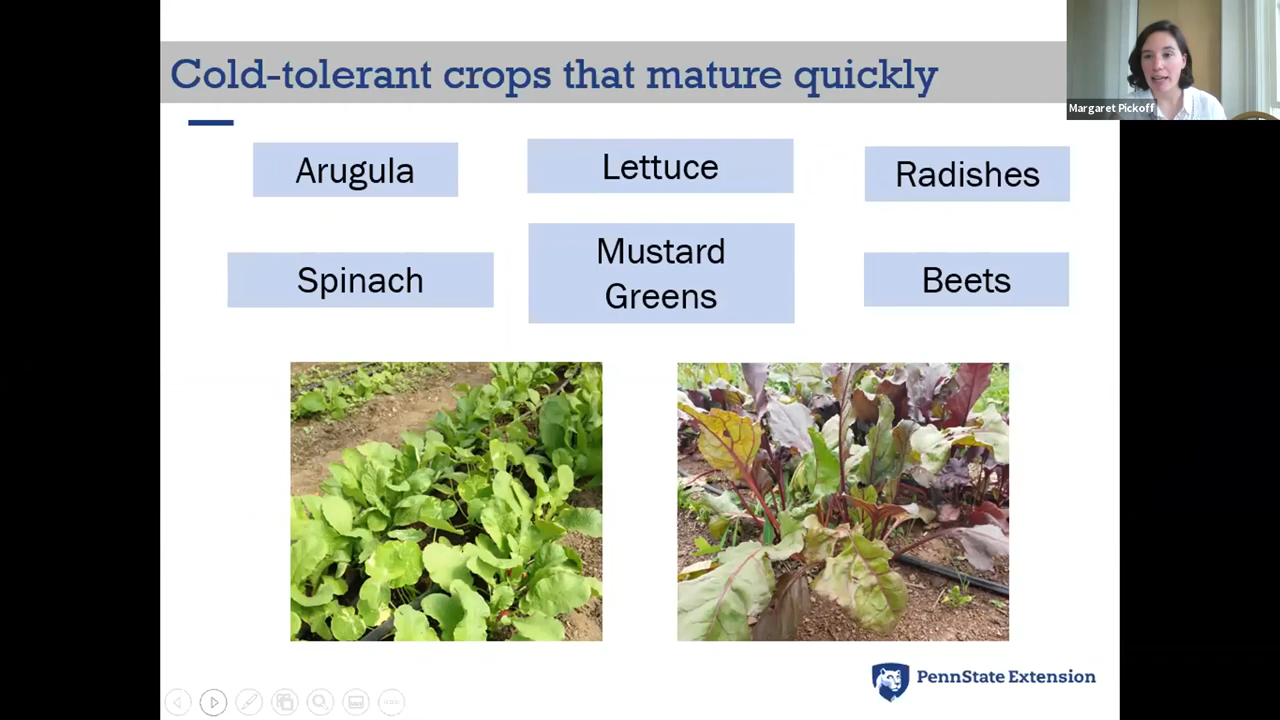 Cold-tolerant crops that mature quickly
Margaret Pickoff
Arugula
Lettuce
Radishes
Spinach
Mustard
Greens
Beets
PennState Extension